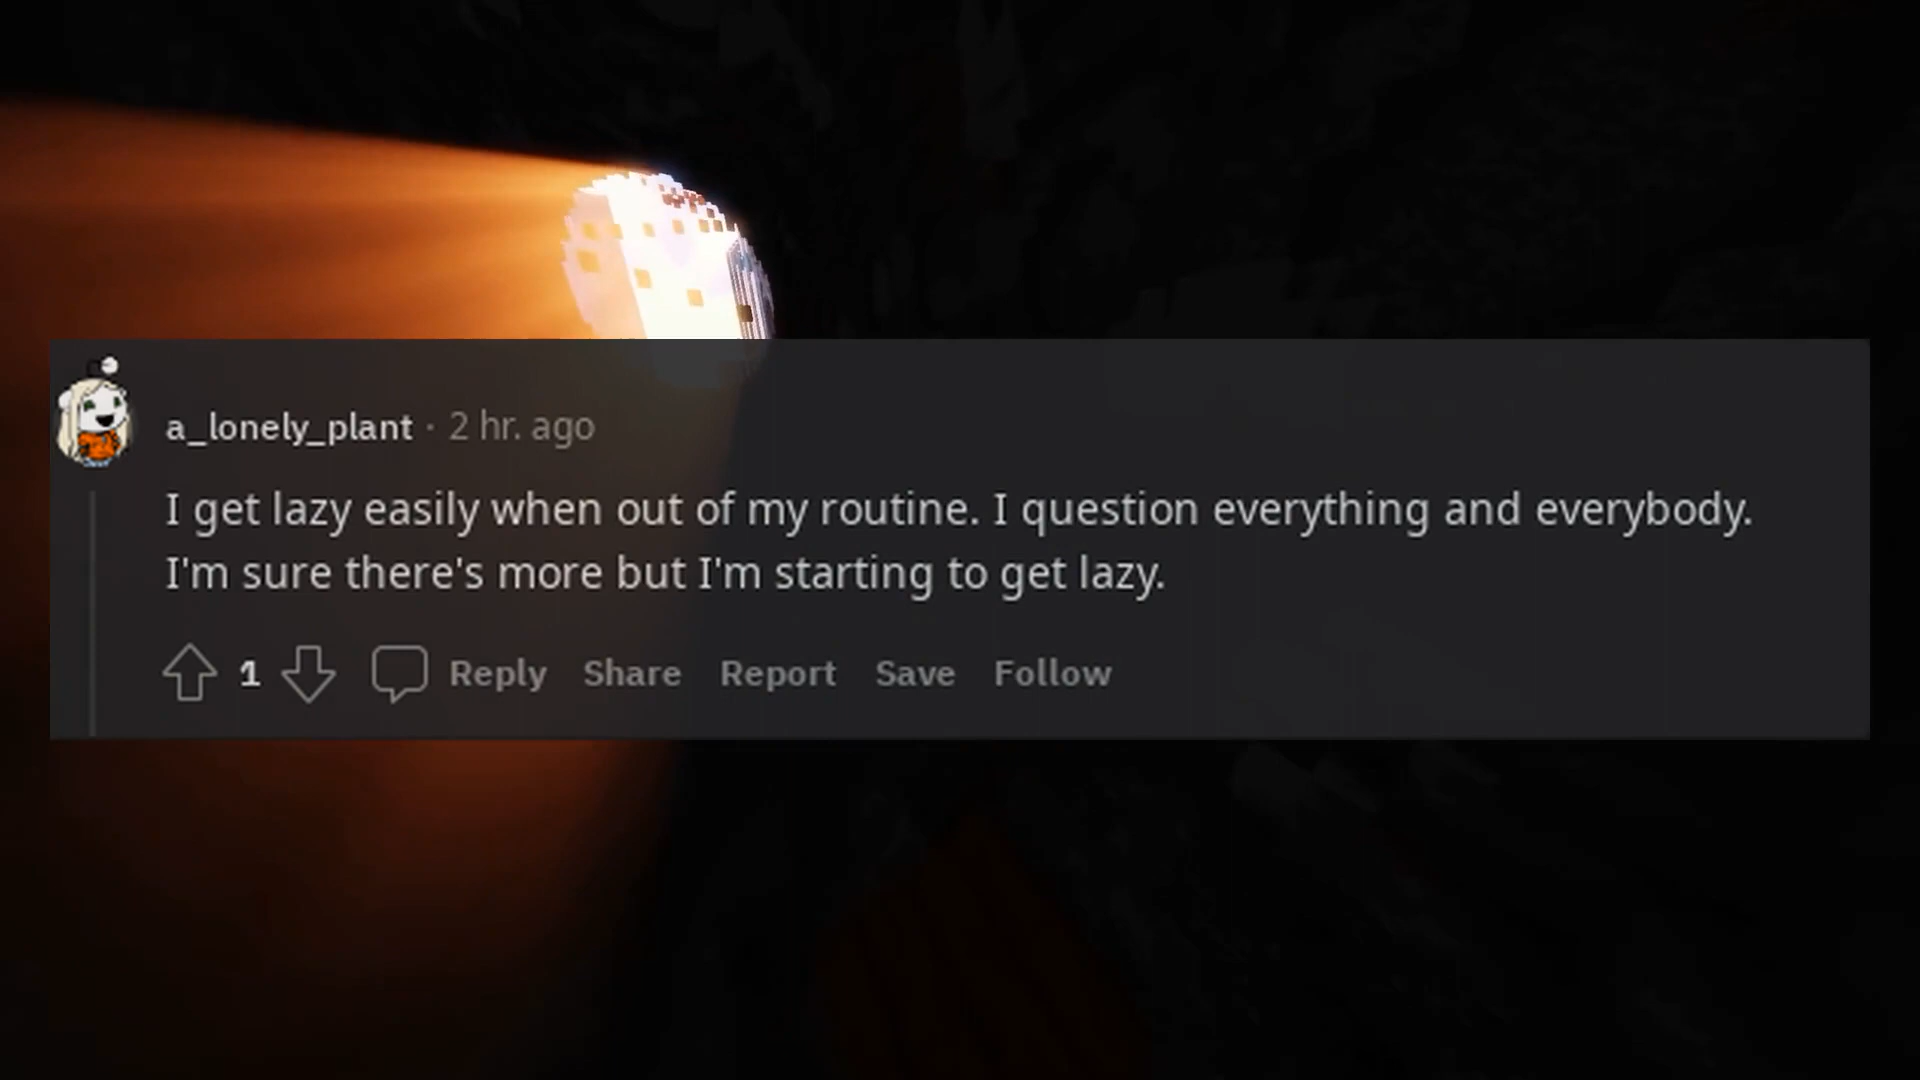 a_lonely_plant · 2 hr. ago
I get lazy easily when out of my routine. I question everything and everybody.
I'm sure there's more but I'm starting to get lazy.
1 Reply Share Report Save Follow